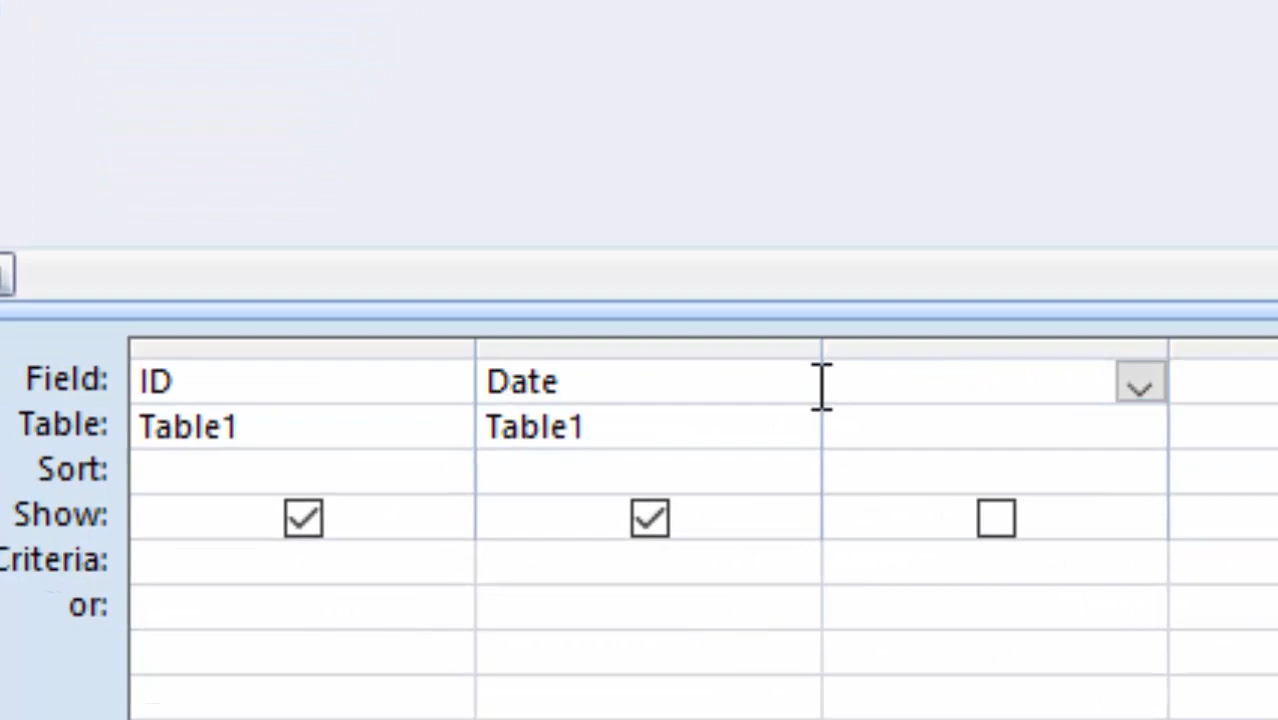 Field: ID Date
Table: Table1 Table1
Sort:
Show:
Criteria:
or: